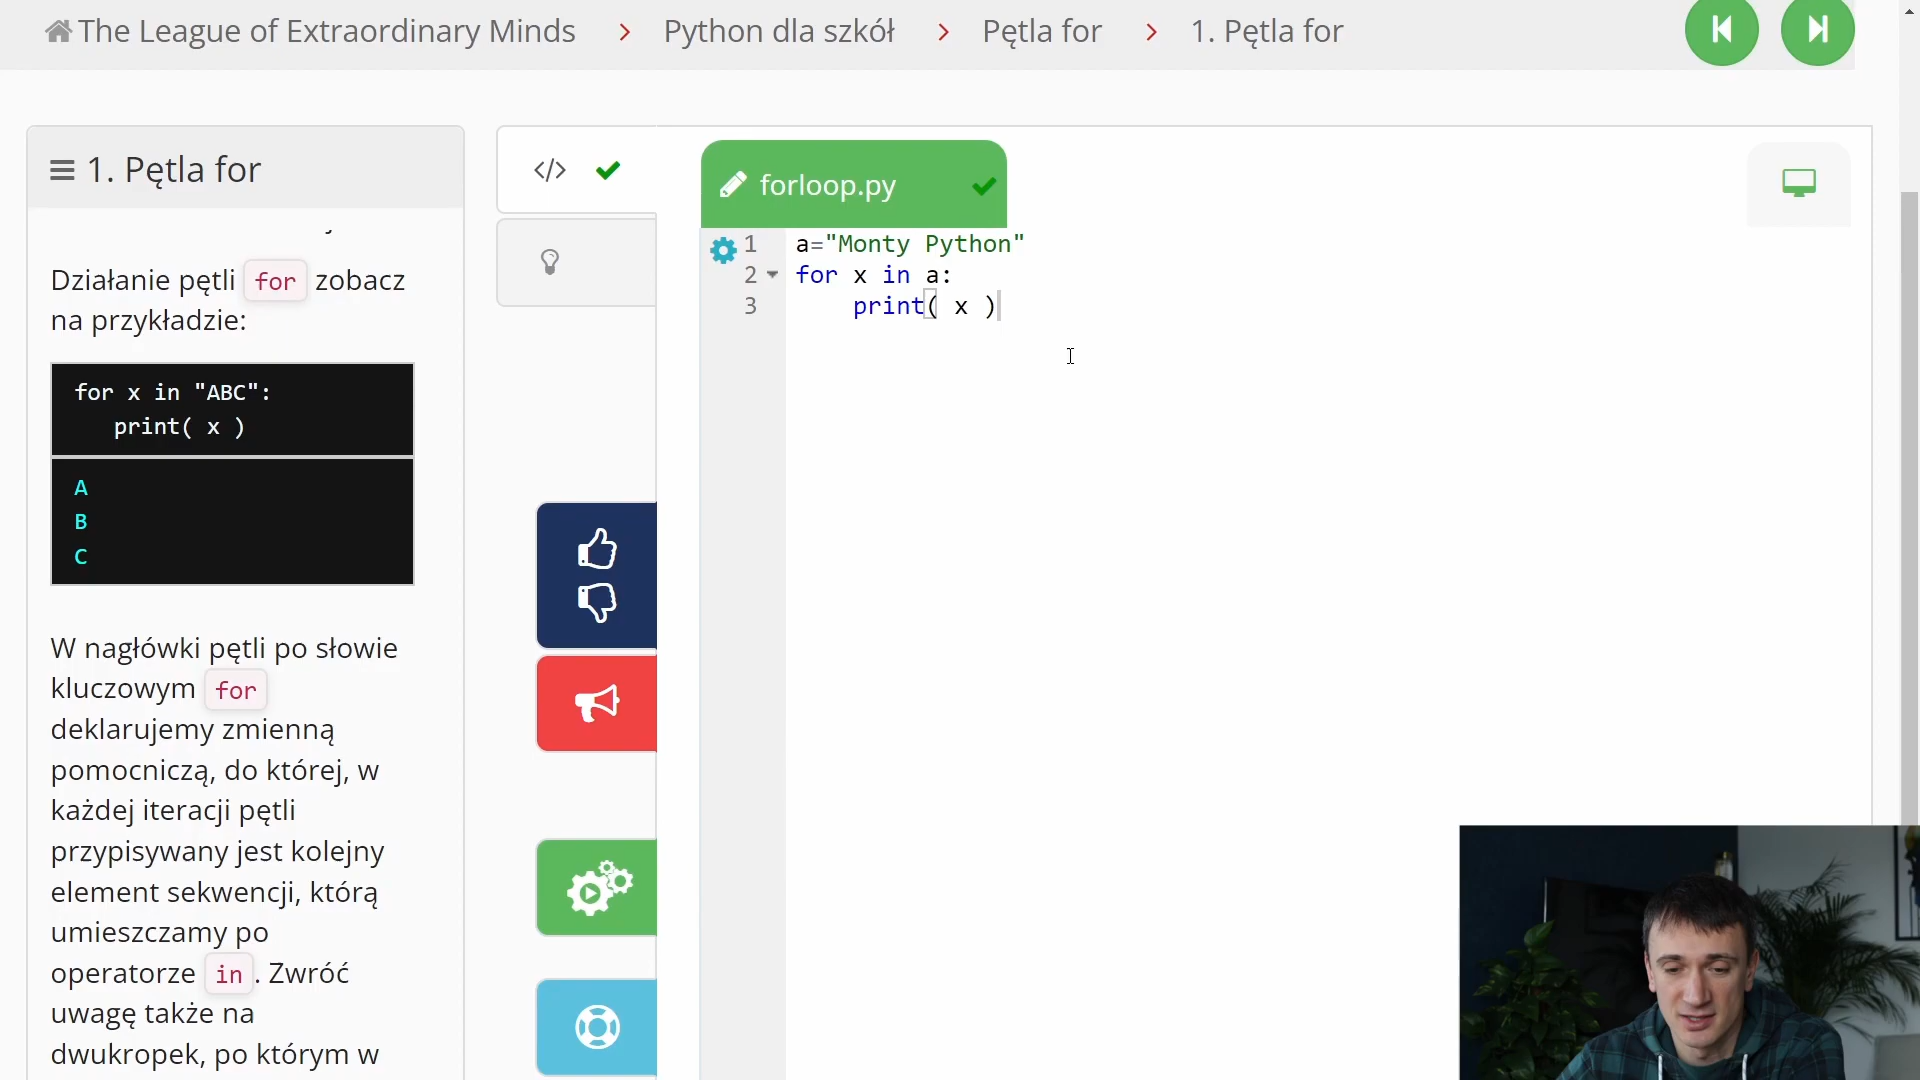 The League of Extraordinary Minds > Python dla szkół > Pętla for > 1. Pętla for
1. Pętla for
Działanie pętli for zobacz
na przykładzie:
for x in "ABC":
print( x )
A
B
C
W nagłówki pętli po słowie
kluczowym for
deklarujemy zmienną
pomocniczą, do której, w
każdej iteracji pętli
przypisywany jest kolejny
element sekwencji, którą
umieszczamy po
operatorze in. Zwróć
uwagę także na
dwukropek, po którym w
</>
forloop.py
1 a="Monty Python"
2 for x in a:
3 print( x )